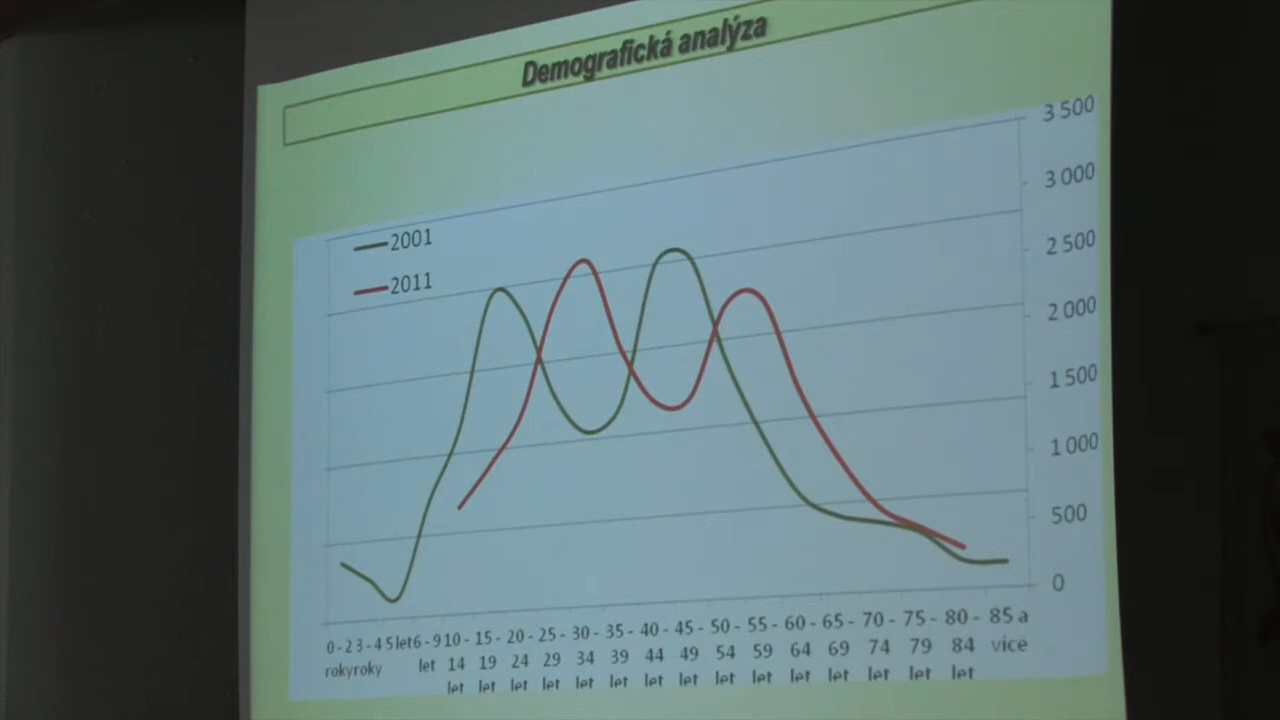 Demografická analýza
2001
2011
3 500
3 000
2 500
2 000
1 500
1 000
500
0
0 - 2 3 - 4 5 let 6 - 9 10 - 15 - 20 - 25 - 30 - 35 - 40 - 45 - 50 - 55 - 60 - 65 - 70 - 75 - 80 - 85 a
roky roky let 14 19 24 29 34 39 44 49 54 59 64 69 74 79 84 více
let let let let let let let let let let let let let let let